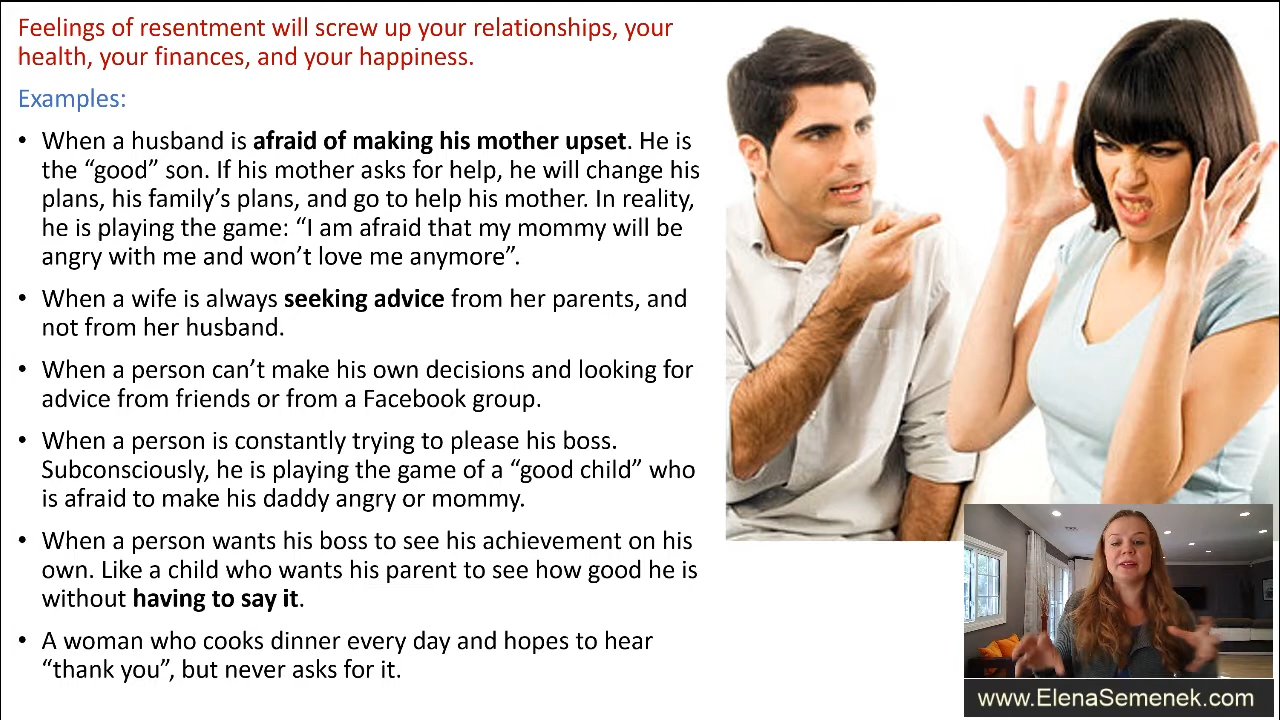 Feelings of resentment will screw up your relationships, your
health, your finances, and your happiness.
Examples:
• When a husband is afraid of making his mother upset. He is
the “good” son. If his mother asks for help, he will change his
plans, his family’s plans, and go to help his mother. In reality,
he is playing the game: “I am afraid that my mommy will be
angry with me and won’t love me anymore”.
• When a wife is always seeking advice from her parents, and
not from her husband.
• When a person can’t make his own decisions and looking for
advice from friends or from a Facebook group.
• When a person is constantly trying to please his boss.
Subconsciously, he is playing the game of a “good child” who
is afraid to make his daddy angry or mommy.
• When a person wants his boss to see his achievement on his
own. Like a child who wants his parent to see how good he is
without having to say it.
• A woman who cooks dinner every day and hopes to hear
“thank you”, but never asks for it.
www.ElenaSemenek.com